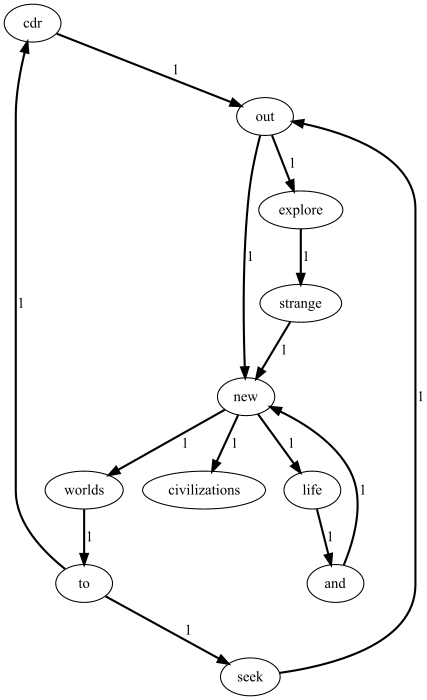 cdr
1
out
1
explore
1
1
strange
1
1
new
1
1
1
worlds
civilizations
life
1
1
1
1
to
and
1
seek